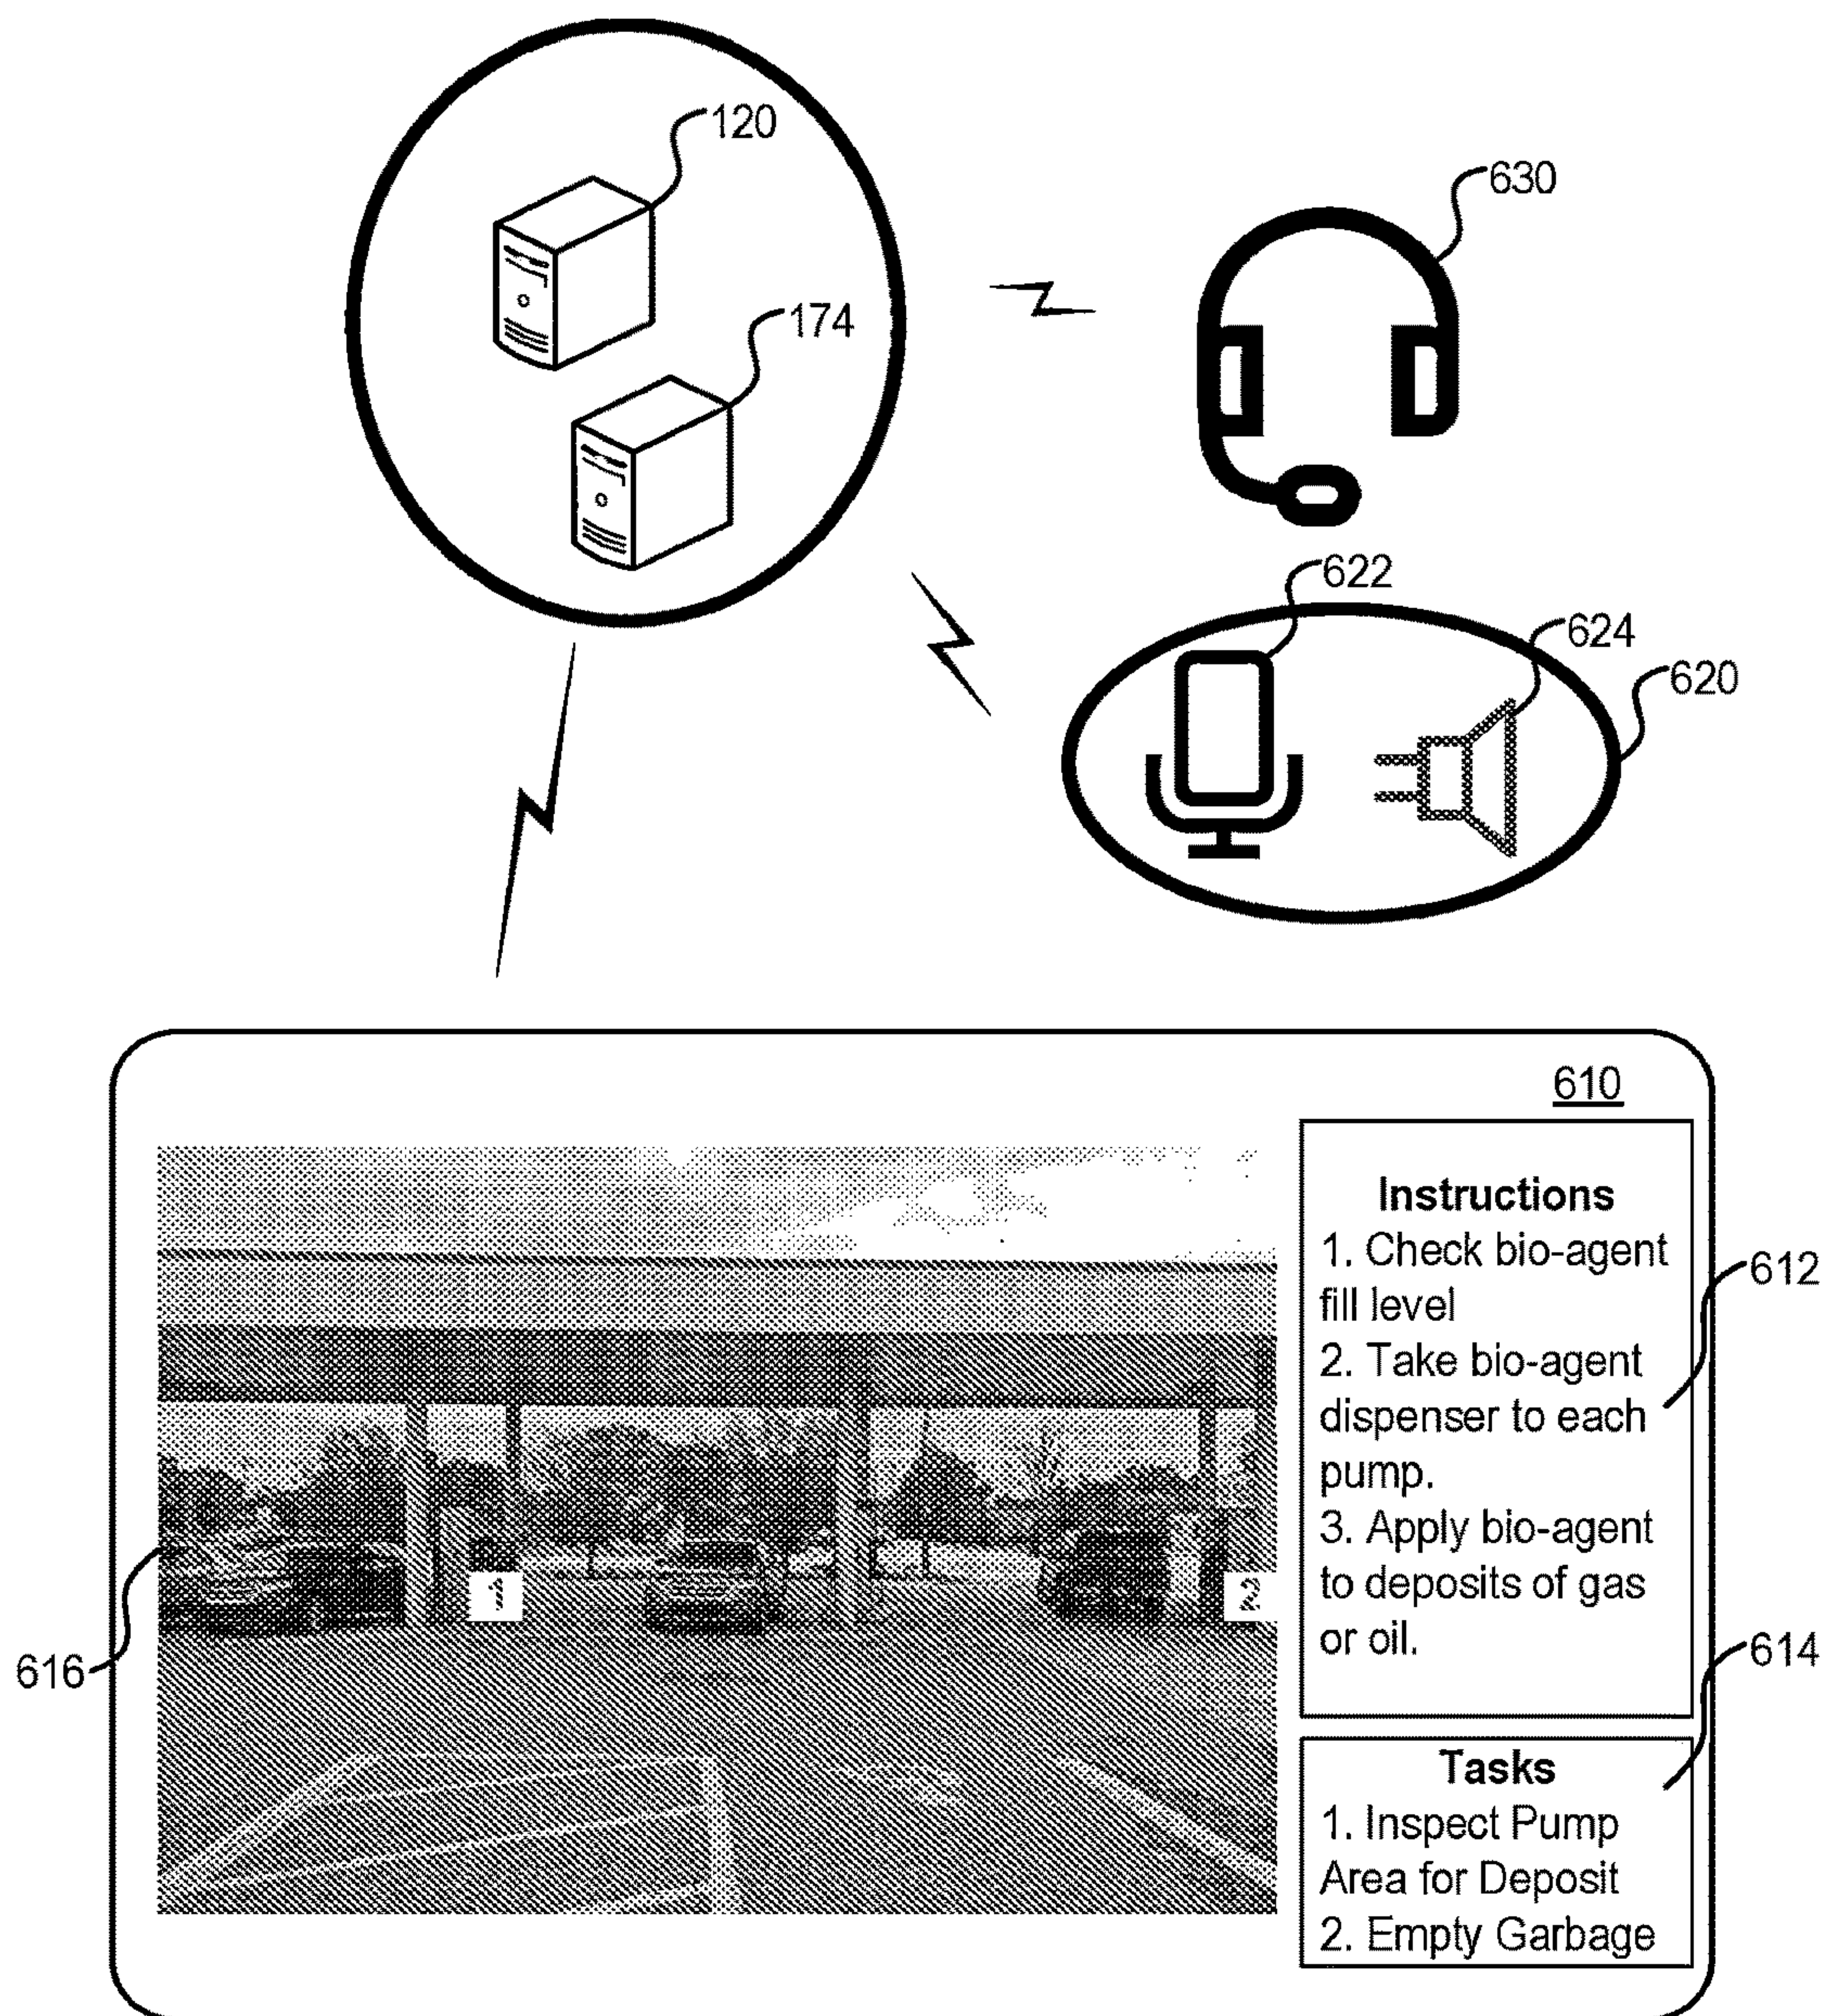 120
630
174
622
624
620
610
Instructions
1. Check bio-agent
fill level
2. Take bio-agent
dispenser to each
pump.
3. Apply bio-agent
to deposits of gas
or oil.
612
616
1
2
614
Tasks
1. Inspect Pump
Area for Deposit
2. Empty Garbage